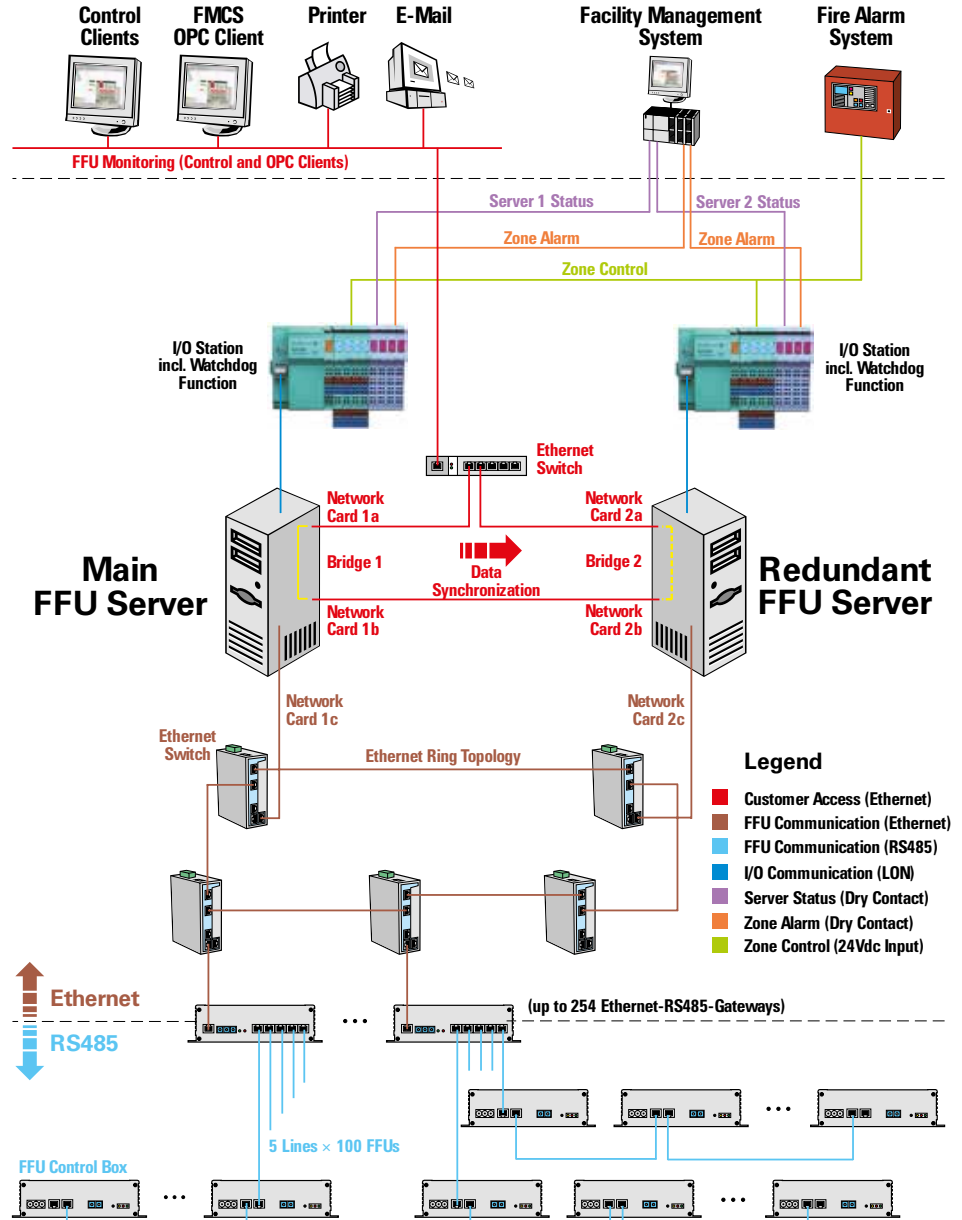 Control
Clients
FMCS
OPC Client
Printer
E-Mail
Facility Management
System
Fire Alarm
System
FFU Monitoring (Control and OPC Clients)
Server 1 Status
Server 2 Status
Zone Alarm
Zone Alarm
Zone Control
I/O Station
incl. Watchdog
Function
I/O Station
incl. Watchdog
Function
Ethernet
Switch
Network
Card 1a
Network
Card 2a
Main
FFU Server
Bridge 1
Data
Synchronization
Bridge 2
Redundant
FFU Server
Network
Card 1b
Network
Card 2b
Network
Card 1c
Network
Card 2c
Ethernet
Switch
Ethernet Ring Topology
Legend
Customer Access (Ethernet)
FFU Communication (Ethernet)
FFU Communication (RS485)
I/O Communication (LON)
Server Status (Dry Contact)
Zone Alarm (Dry Contact)
Zone Control (24Vdc Input)
Ethernet
RS485
(up to 254 Ethernet-RS485-Gateways)
5 Lines × 100 FFUs
FFU Control Box